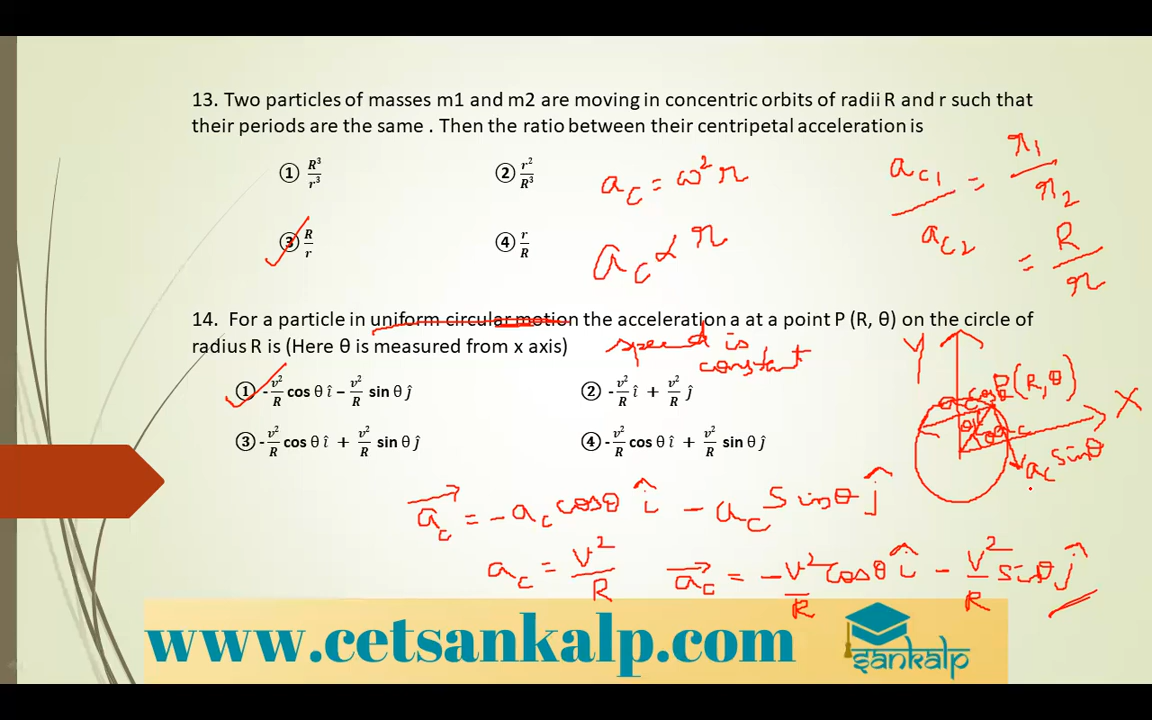 13. Two particles of masses m1 and m2 are moving in concentric orbits of radii R and r such that
their periods are the same . Then the ratio between their centripetal acceleration is
① R³/r³ ② r²/R³
③ R/r ④ r/R
a_c = ω²r
a_c ∝ r
a_c1/a_c2 = r₁/r₂
= R/r
14. For a particle in uniform circular motion the acceleration a at a point P (R, θ) on the circle of
radius R is (Here θ is measured from x axis)
speed is
constant
① -v²/R cos θ î – v²/R sin θ ĵ ② -v²/R î + v²/R ĵ
③ -v²/R cos θ î + v²/R sin θ ĵ ④ -v²/R cos θ î + v²/R sin θ ĵ
Y
P(R, θ)
X
a_c cosθ
θ
θ
a_c
a_c sinθ
a⃗_c = - a_c cosθ î - a_c sinθ ĵ
a_c = V²/R a⃗_c = -V²/R cosθ î - V²/R sinθ ĵ
www.cetsankalp.com
sankalp